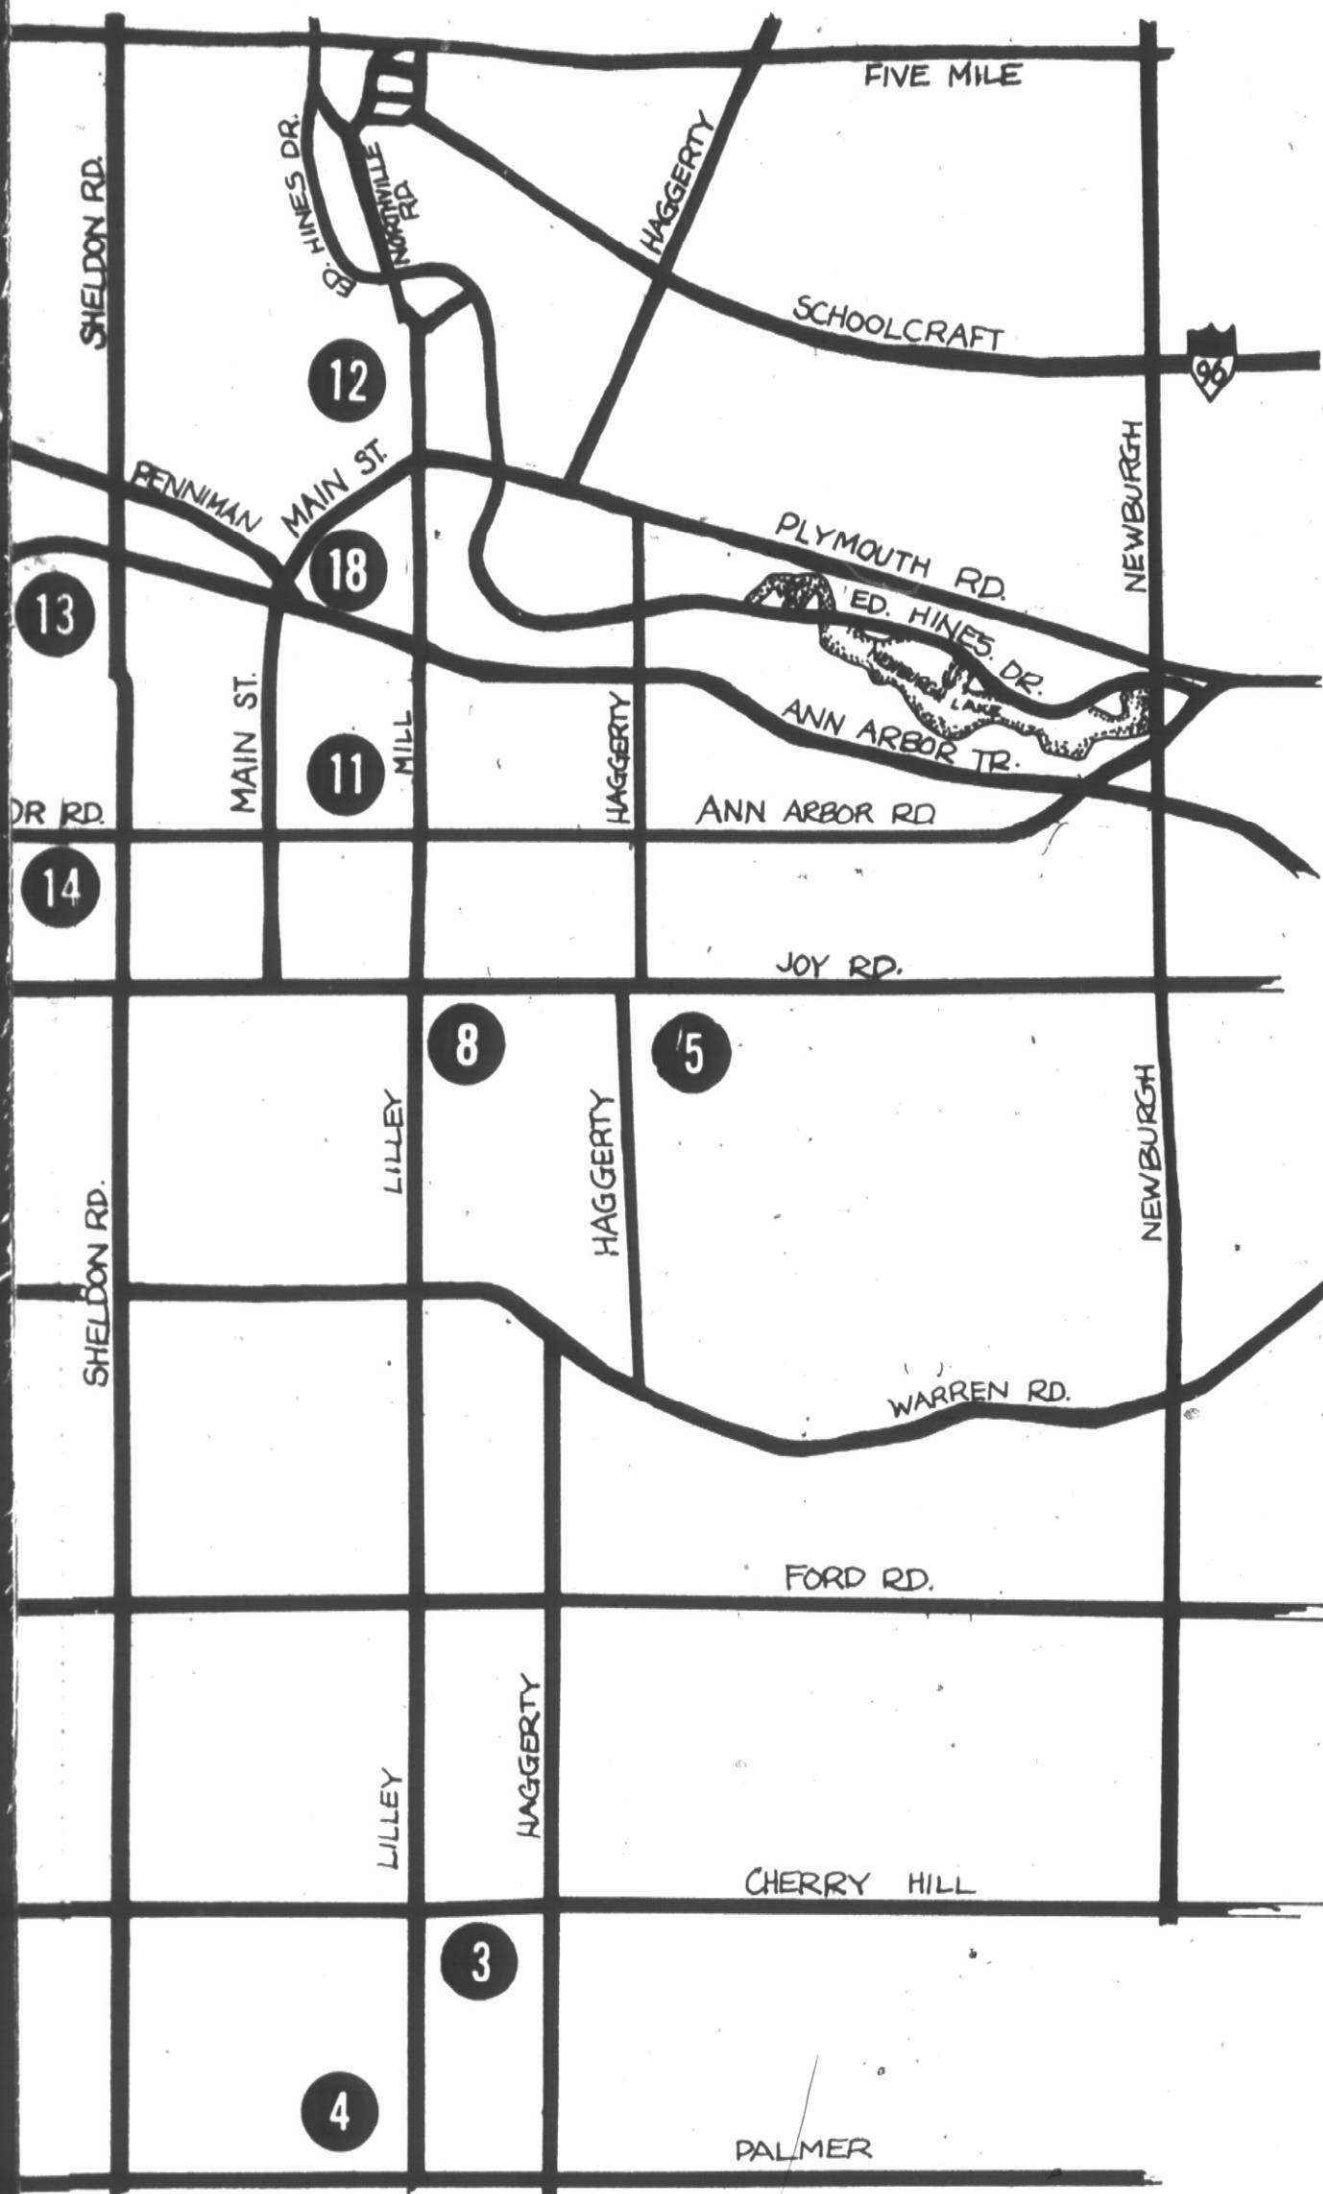 FIVE MILE
SHELDON RD.
ED. HINES DR.
NORTHVILLE
RD.
HAGGERTY
SCHOOLCRAFT
96
12
NEWBURGH
PENNIMAN
MAIN ST.
PLYMOUTH RD.
18
13
ED. HINES. DR.
NEWBURGH
LAKE
MAIN ST.
MILL
HAGGERTY
ANN ARBOR TR.
11
OR RD.
ANN ARBOR RD
14
JOY RD.
8
5
LILLEY
HAGGERTY
NEWBURGH
SHELDON RD.
WARREN RD.
FORD RD.
HAGGERTY
LILLEY
CHERRY HILL
3
4
PALMER